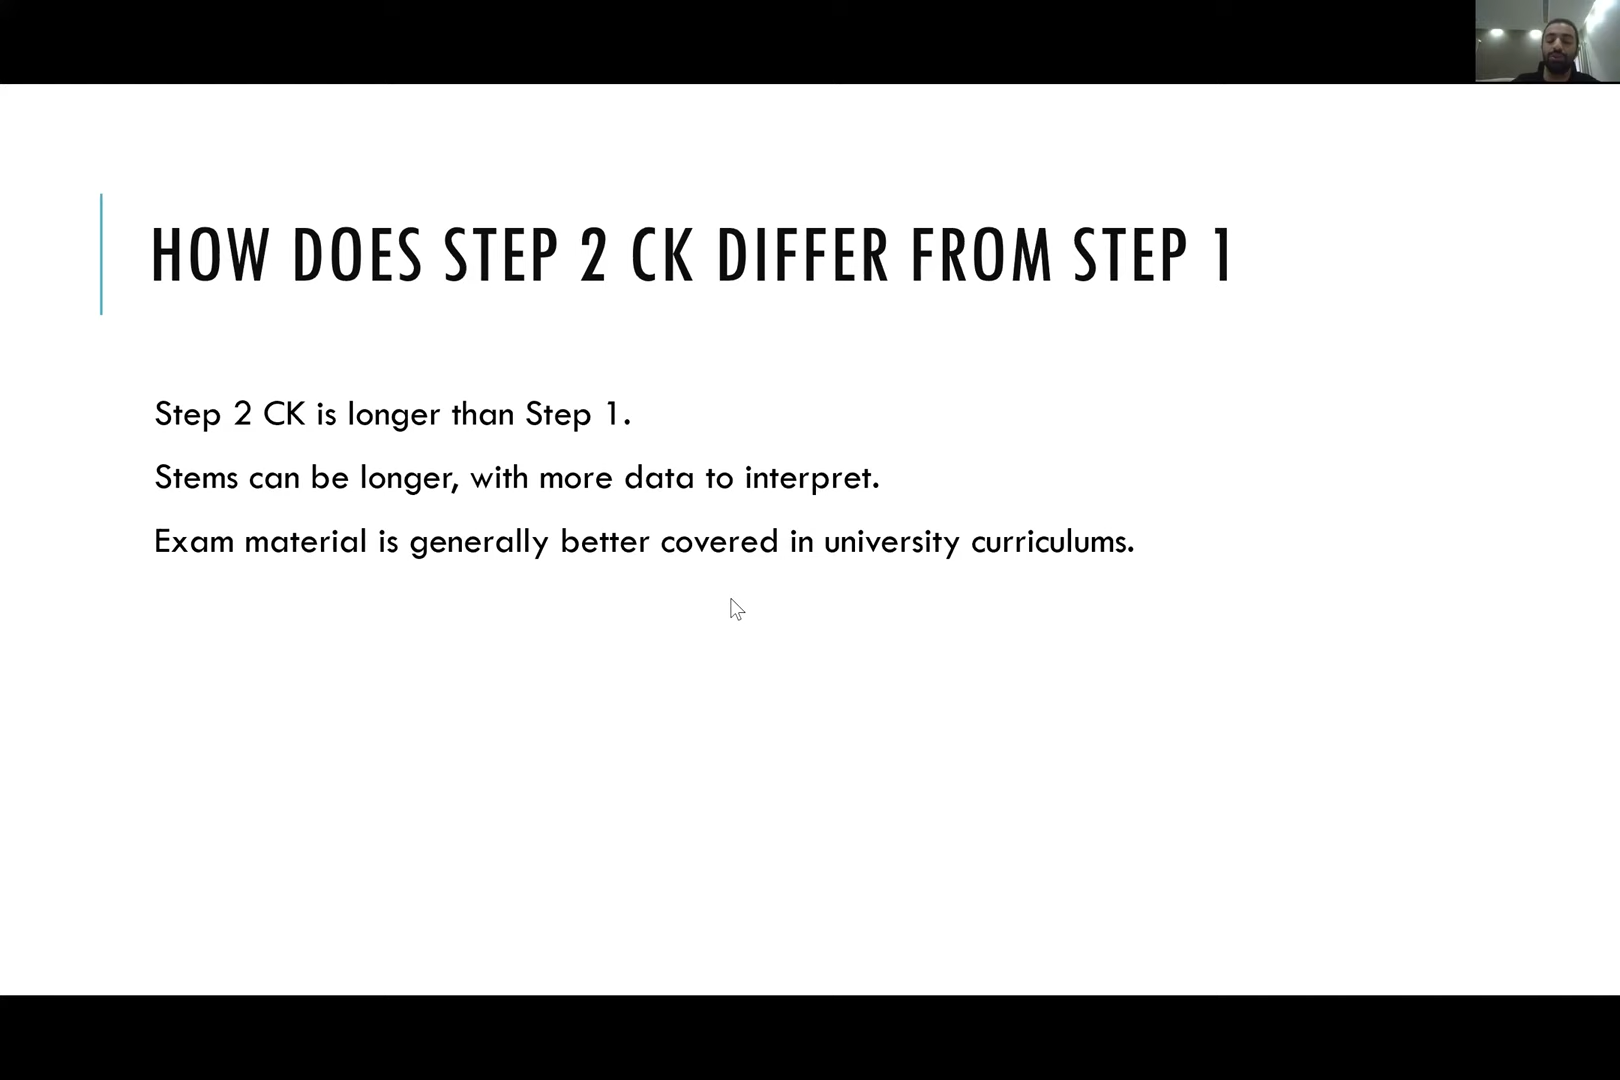 HOW DOES STEP 2 CK DIFFER FROM STEP 1
Step 2 CK is longer than Step 1.
Stems can be longer, with more data to interpret.
Exam material is generally better covered in university curriculums.